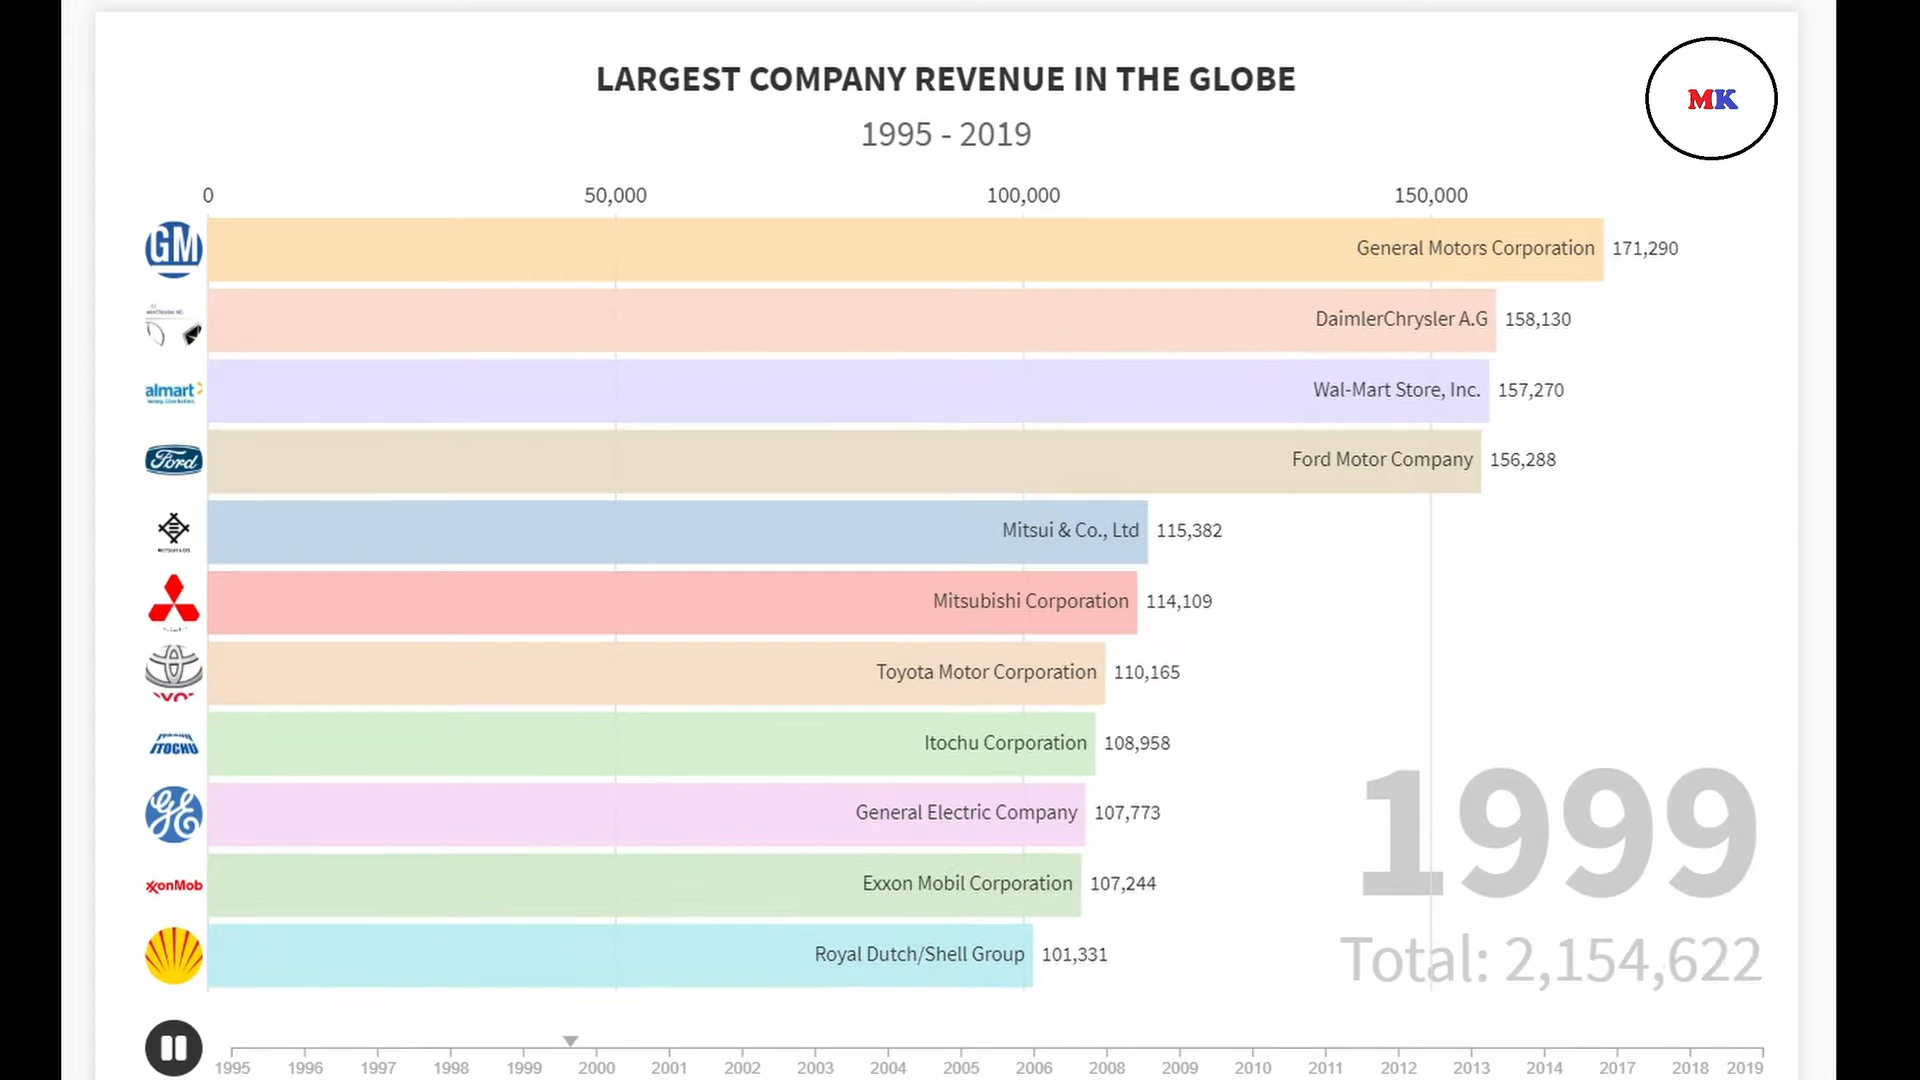 LARGEST COMPANY REVENUE IN THE GLOBE
MK
1995 - 2019
0 50,000 100,000 150,000
GM General Motors Corporation 171,290
DaimlerChrysler A.G 158,130
almart Wal-Mart Store, Inc. 157,270
Ford Ford Motor Company 156,288
MITSUI & CO. Mitsui & Co., Ltd 115,382
Mitsubishi Corporation 114,109
Toyota Motor Corporation 110,165
ITOCHU Itochu Corporation 108,958
GE General Electric Company 107,773
xxonMob Exxon Mobil Corporation 107,244
Royal Dutch/Shell Group 101,331
1999
Total: 2,154,622
1995 1996 1997 1998 1999 2000 2001 2002 2003 2004 2005 2006 2008 2009 2010 2011 2012 2013 2014 2017 2018 2019